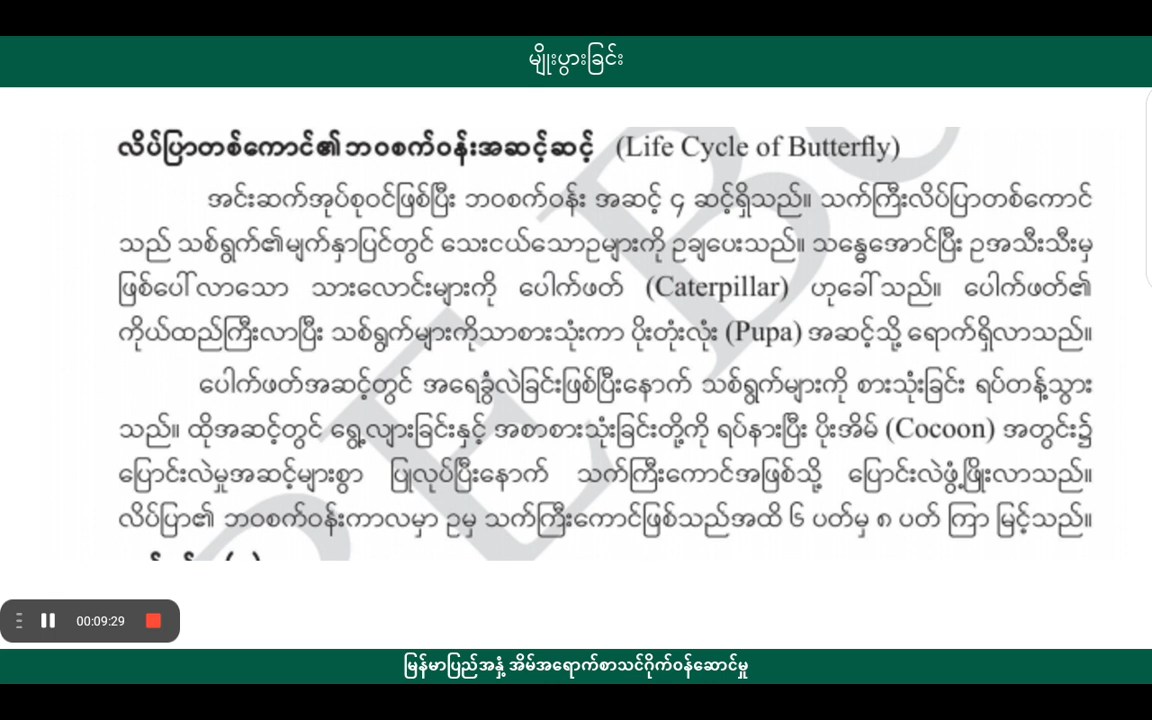 မျိုးပွားခြင်း
လိပ်ပြာတစ်ကောင်၏ဘဝစက်ဝန်းအဆင့်ဆင့် (Life Cycle of Butterfly)
အင်းဆက်အုပ်စုဝင်ဖြစ်ပြီး ဘဝစက်ဝန်း အဆင့် ၄ ဆင့်ရှိသည်။ သက်ကြီးလိပ်ပြာတစ်ကောင်
သည် သစ်ရွက်၏မျက်နှာပြင်တွင် သေးငယ်သောဥများကို ဥချပေးသည်။ သန္ဓေအောင်ပြီး ဥအသီးသီးမှ
ဖြစ်ပေါ်လာသော သားလောင်းများကို ပေါက်ဖတ် (Caterpillar) ဟုခေါ်သည်။ ပေါက်ဖတ်၏
ကိုယ်ထည်ကြီးလာပြီး သစ်ရွက်များကိုသာစားသုံးကာ ပိုးတုံးလုံး (Pupa) အဆင့်သို့ ရောက်ရှိလာသည်။
ပေါက်ဖတ်အဆင့်တွင် အရေခွံလဲခြင်းဖြစ်ပြီးနောက် သစ်ရွက်များကို စားသုံးခြင်း ရပ်တန့်သွား
သည်။ ထိုအဆင့်တွင် ရွေ့လျားခြင်းနှင့် အစာစားသုံးခြင်းတို့ကို ရပ်နားပြီး ပိုးအိမ် (Cocoon) အတွင်း၌
ပြောင်းလဲမှုအဆင့်များစွာ ပြုလုပ်ပြီးနောက် သက်ကြီးကောင်အဖြစ်သို့ ပြောင်းလဲဖွံ့ဖြိုးလာသည်။
လိပ်ပြာ၏ ဘဝစက်ဝန်းကာလမှာ ဥမှ သက်ကြီးကောင်ဖြစ်သည်အထိ ၆ ပတ်မှ ၈ ပတ် ကြာ မြင့်သည်။
00:09:29
မြန်မာပြည်အနှံ့ အိမ်အရောက်စာသင်ဂိုက်ဝန်ဆောင်မှု